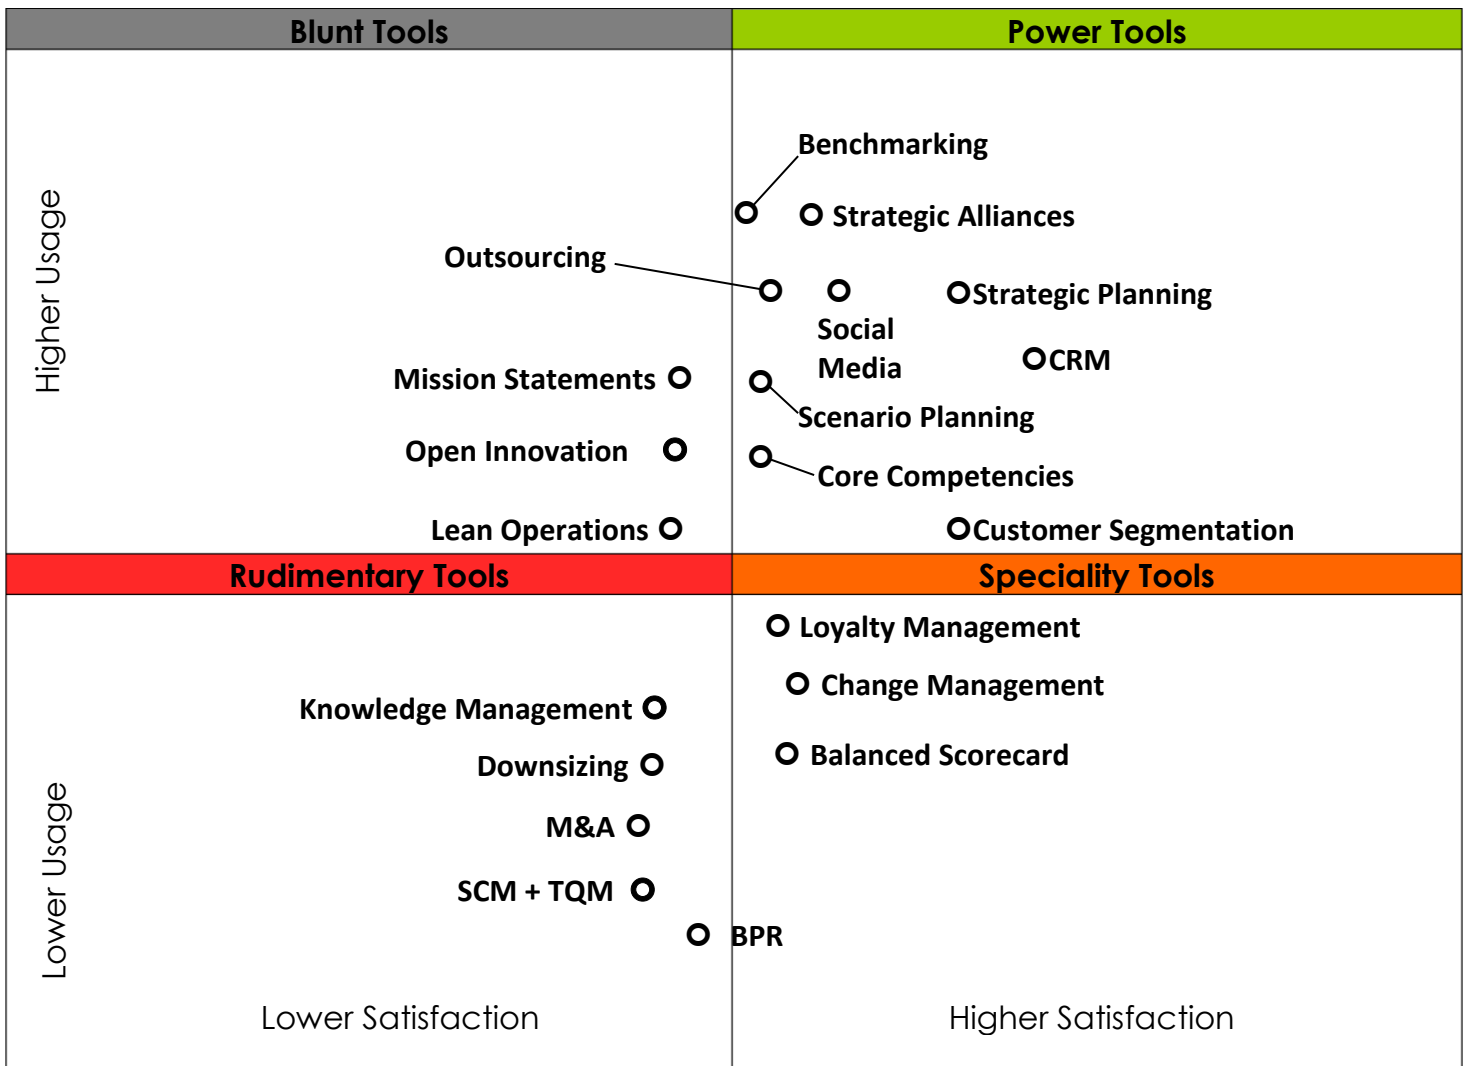 Blunt Tools
Power Tools
Higher Usage
Benchmarking
Strategic Alliances
Outsourcing
Strategic Planning
Social
Media
CRM
Mission Statements
Scenario Planning
Open Innovation
Core Competencies
Lean Operations
Customer Segmentation
Rudimentary Tools
Speciality Tools
Loyalty Management
Change Management
Knowledge Management
Balanced Scorecard
Downsizing
M&A
Lower Usage
SCM + TQM
BPR
Lower Satisfaction
Higher Satisfaction